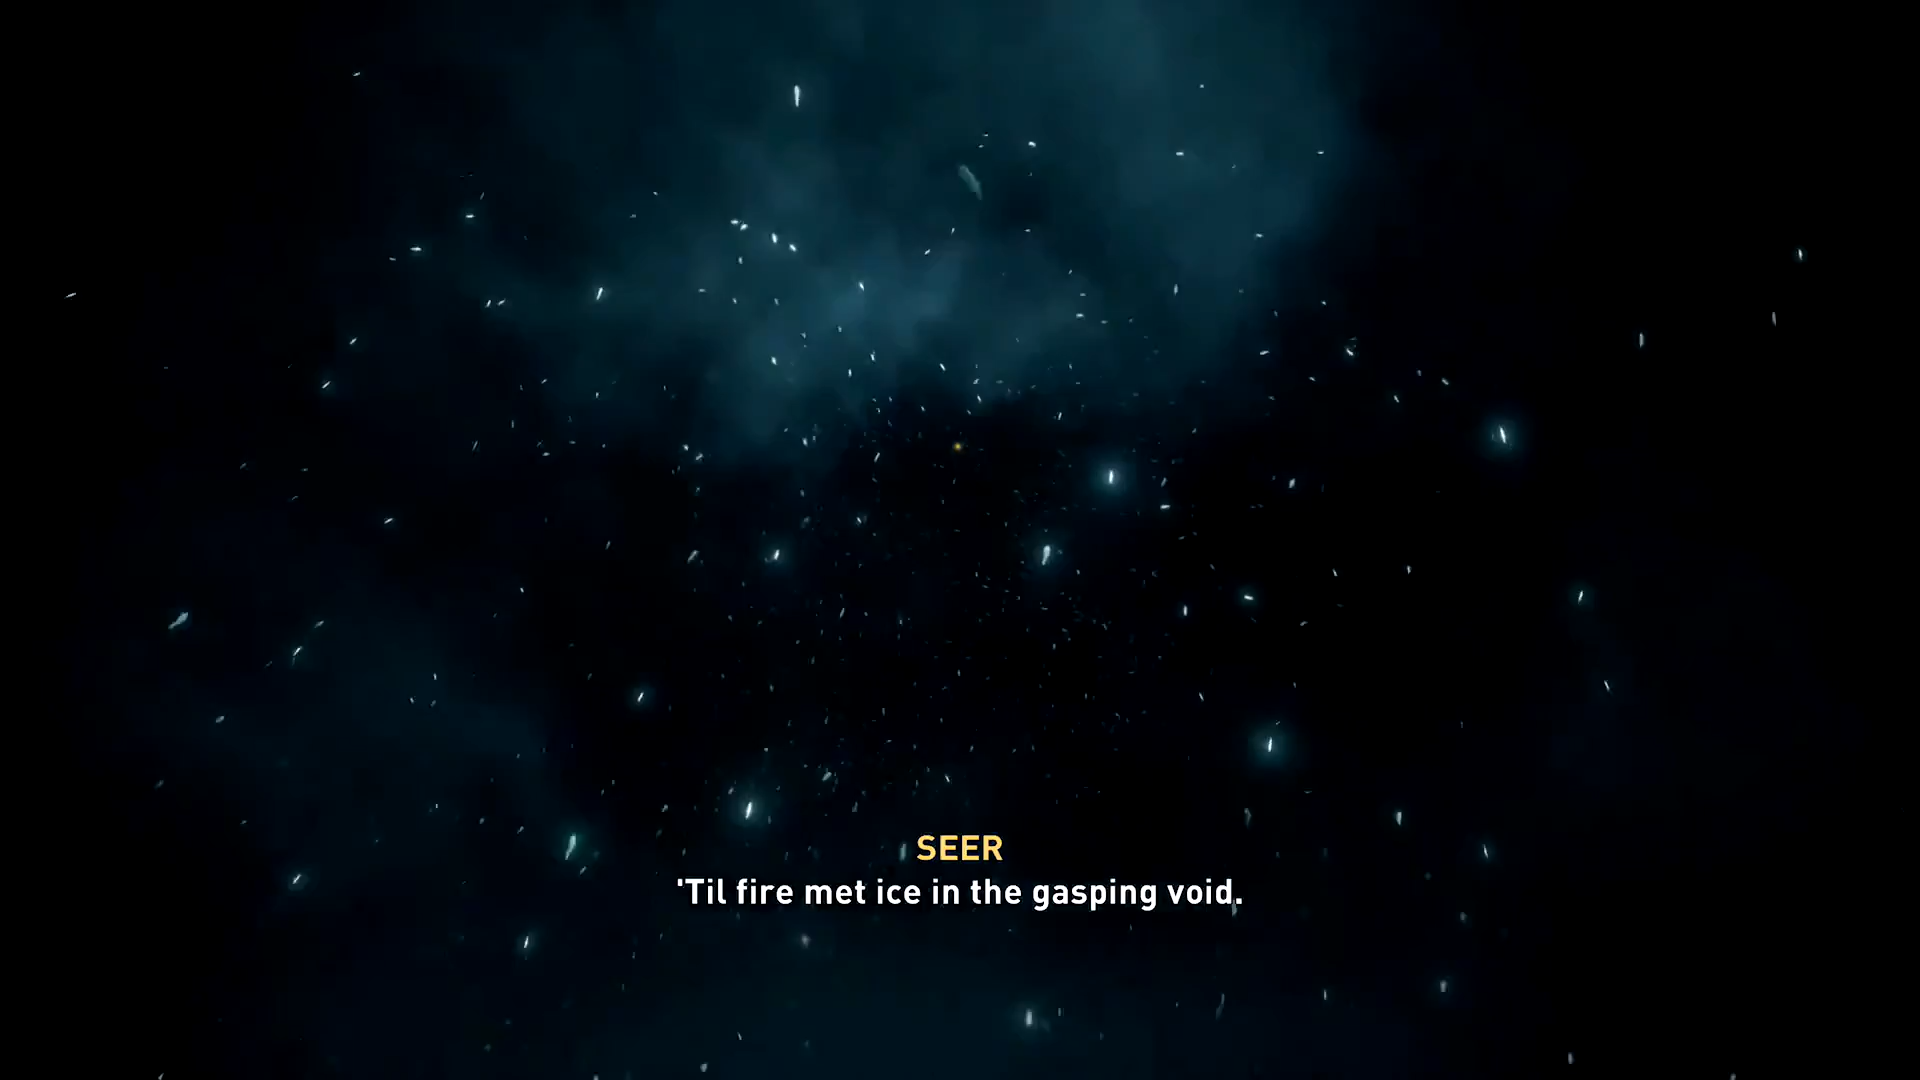 SEER
'Til fire met ice in the gasping void.